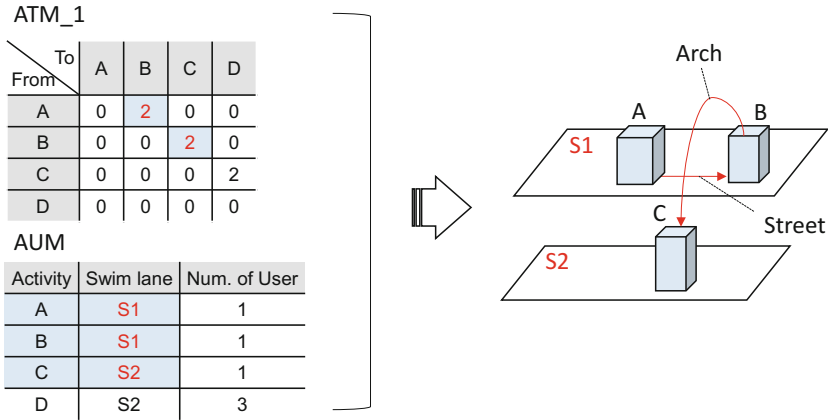 ATM_1
To
From
A B C D
A 0 2 0 0
B 0 0 2 0
C 0 0 0 2
D 0 0 0 0
AUM
Activity Swim lane Num. of User
A S1 1
B S1 1
C S2 1
D S2 3
Arch
A B
S1
C Street
S2